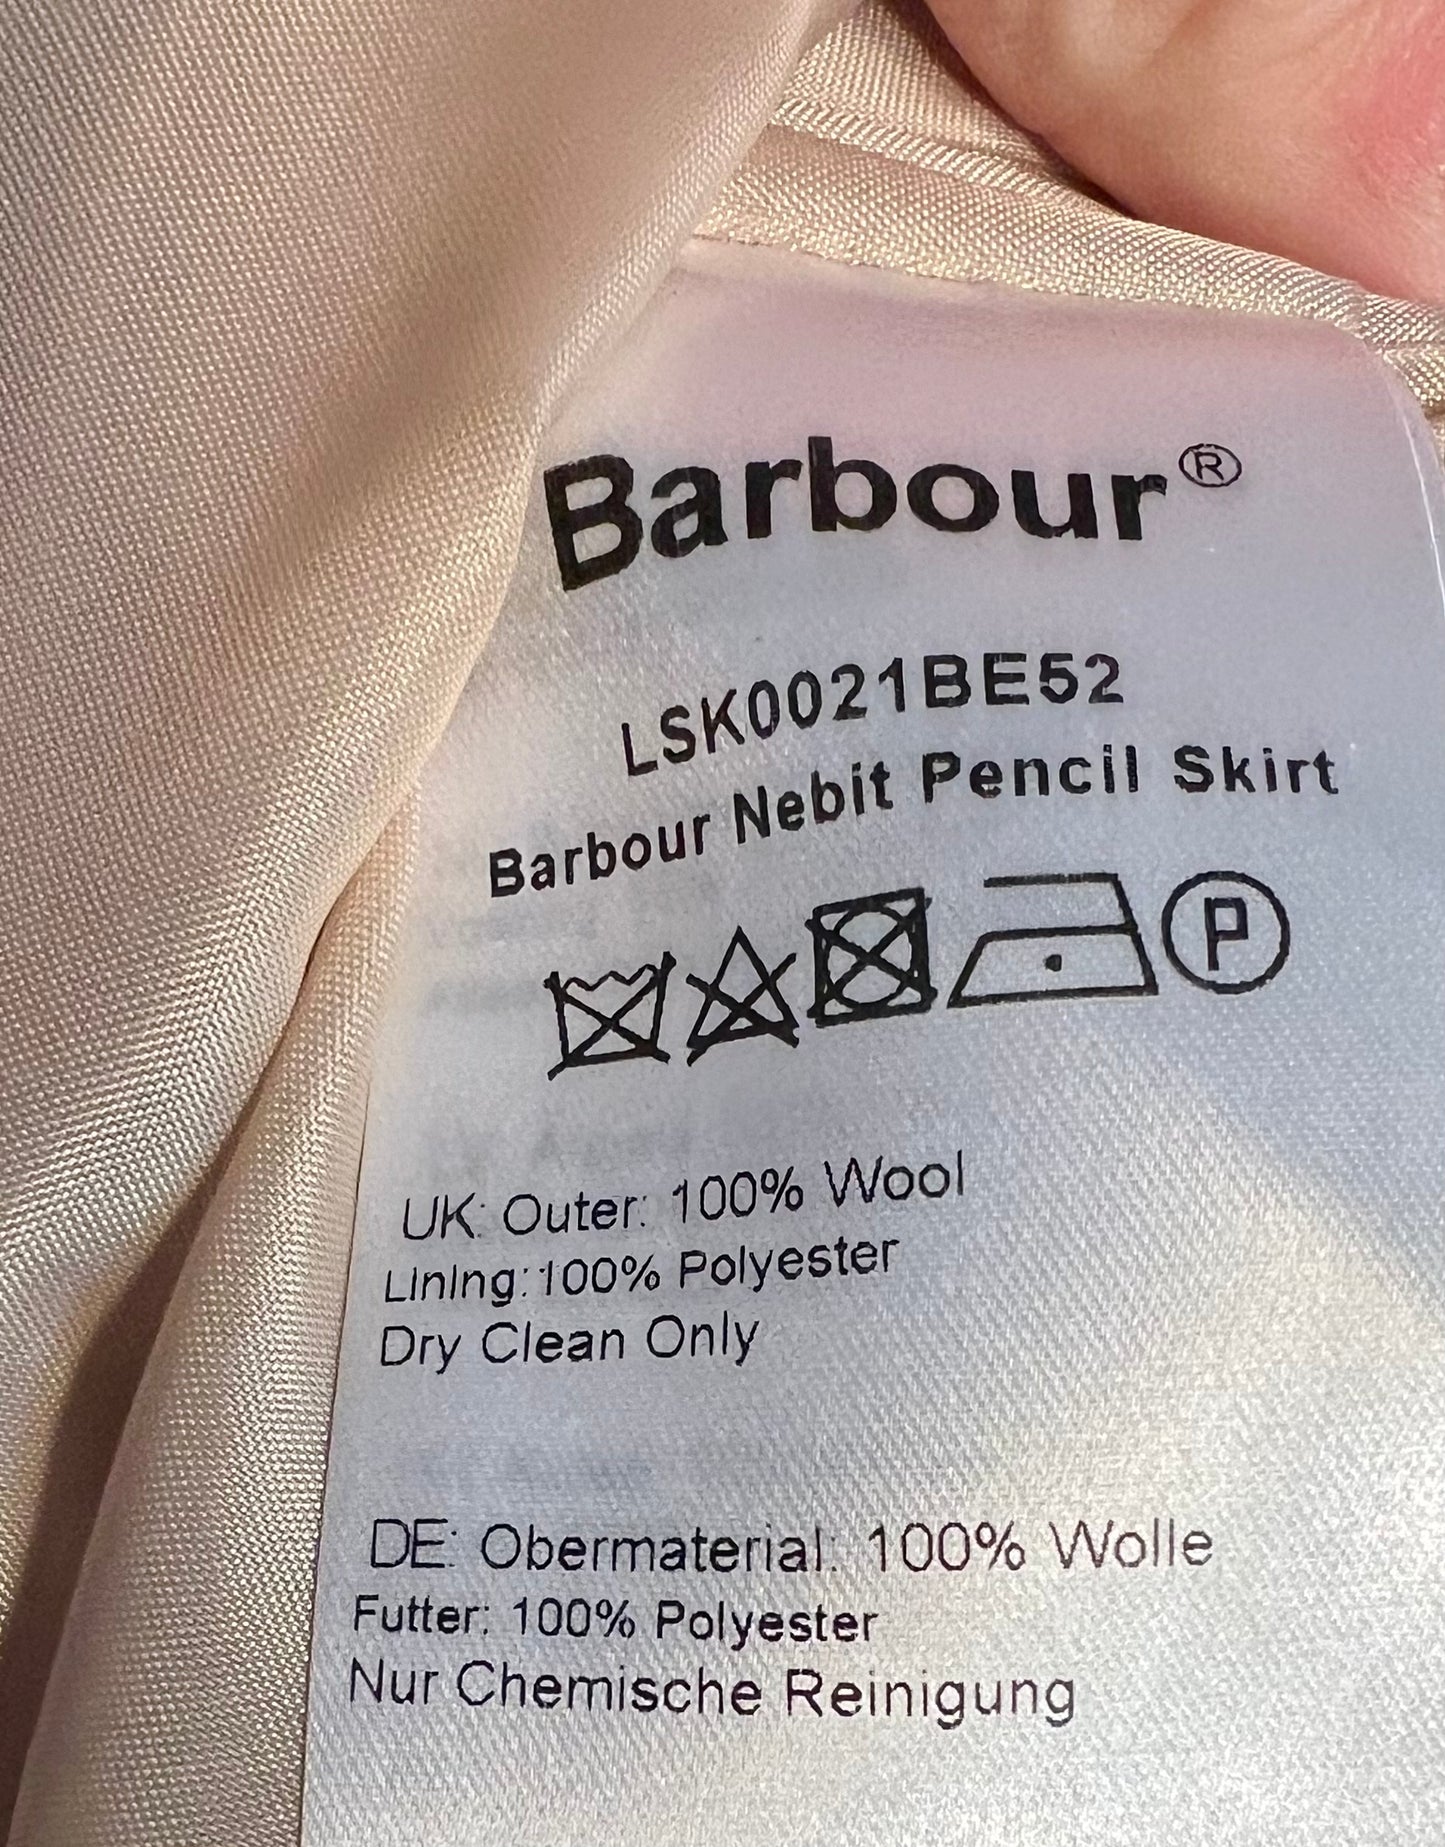 Barbour®
LSK0021BE52
Barbour Nebit Pencil Skirt
P
UK: Outer: 100% Wool
Lining: 100% Polyester
Dry Clean Only
DE: Obermaterial: 100% Wolle
Futter: 100% Polyester
Nur Chemische Reinigung